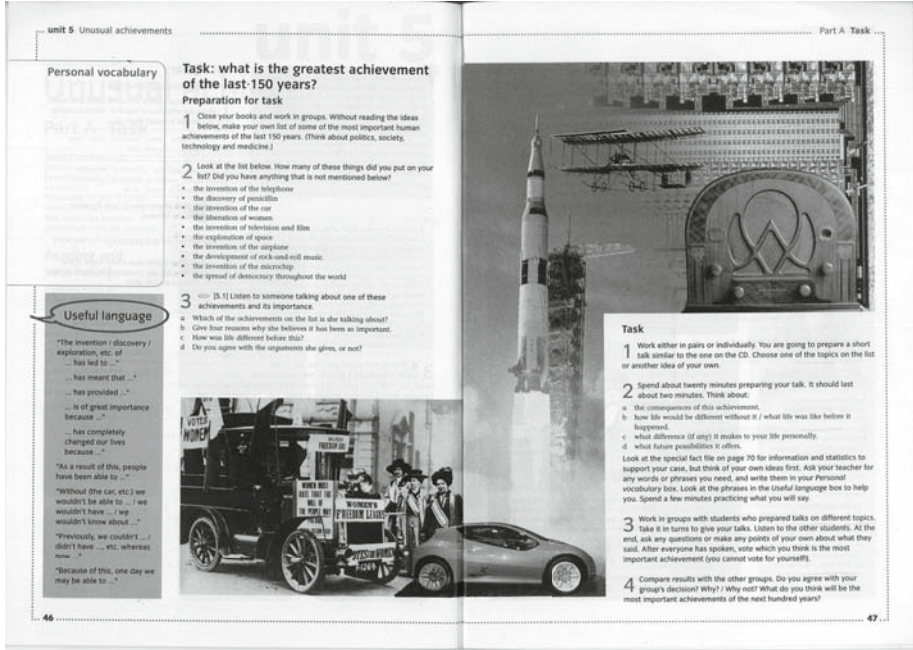 unit 5 Unusual achievements
Personal vocabulary
Task: what is the greatest achievement
of the last 150 years?
Preparation for task
1 Close your books and work in groups. Without reading the ideas
below, make your own list of some of the most important human
achievements of the last 150 years. (Think about politics, society,
technology and medicine.)
2 Look at the list below. How many of these things did you put on your
list? Did you have anything that is not mentioned below?
• the invention of the telephone
• the discovery of penicillin
• the invention of the car
• the liberation of women
• the invention of television and film
• the exploration of space
• the invention of the airplane
• the development of rock-and-roll music
• the invention of the microchip
• the spread of democracy throughout the world
3 [5.1] Listen to someone talking about one of these
achievements and its importance.
a Which of the achievements on the list is she talking about?
b Give four reasons why she believes it has been so important.
c How was life different before this?
d Do you agree with the arguments she gives, or not?
Useful language
"The invention / discovery /
exploration, etc. of
... has led to ..."
... has meant that ..."
... has provided ..."
... is of great importance
because ..."
... has completely
changed our lives
because ..."
"As a result of this, people
have been able to ..."
"Without (the car, etc.) we
wouldn't be able to ... / we
wouldn't have ... / we
wouldn't know about ..."
"Previously, we couldn't ... /
didn't have ..., etc. whereas
now ..."
"Because of this, one day we
may be able to ..."
VOTES
WOMEN
WOMEN'S
FREEDOM LEAGUE
46
Part A Task
Task
1 Work either in pairs or individually. You are going to prepare a short
talk similar to the one on the CD. Choose one of the topics on the list
or another idea of your own.
2 Spend about twenty minutes preparing your talk. It should last
about two minutes. Think about:
a the consequences of this achievement.
b how life would be different without it / what life was like before it
happened.
c what difference (if any) it makes to your life personally.
d what future possibilities it offers.
Look at the special fact file on page 70 for information and statistics to
support your case, but think of your own ideas first. Ask your teacher for
any words or phrases you need, and write them in your Personal
vocabulary box. Look at the phrases in the Useful language box to help
you. Spend a few minutes practicing what you will say.
3 Work in groups with students who prepared talks on different topics.
Take it in turns to give your talks. Listen to the other students. At the
end, ask any questions or make any points of your own about what they
said. After everyone has spoken, vote which you think is the most
important achievement (you cannot vote for yourself!).
4 Compare results with the other groups. Do you agree with your
group's decision? Why? / Why not? What do you think will be the
most important achievements of the next hundred years?
47